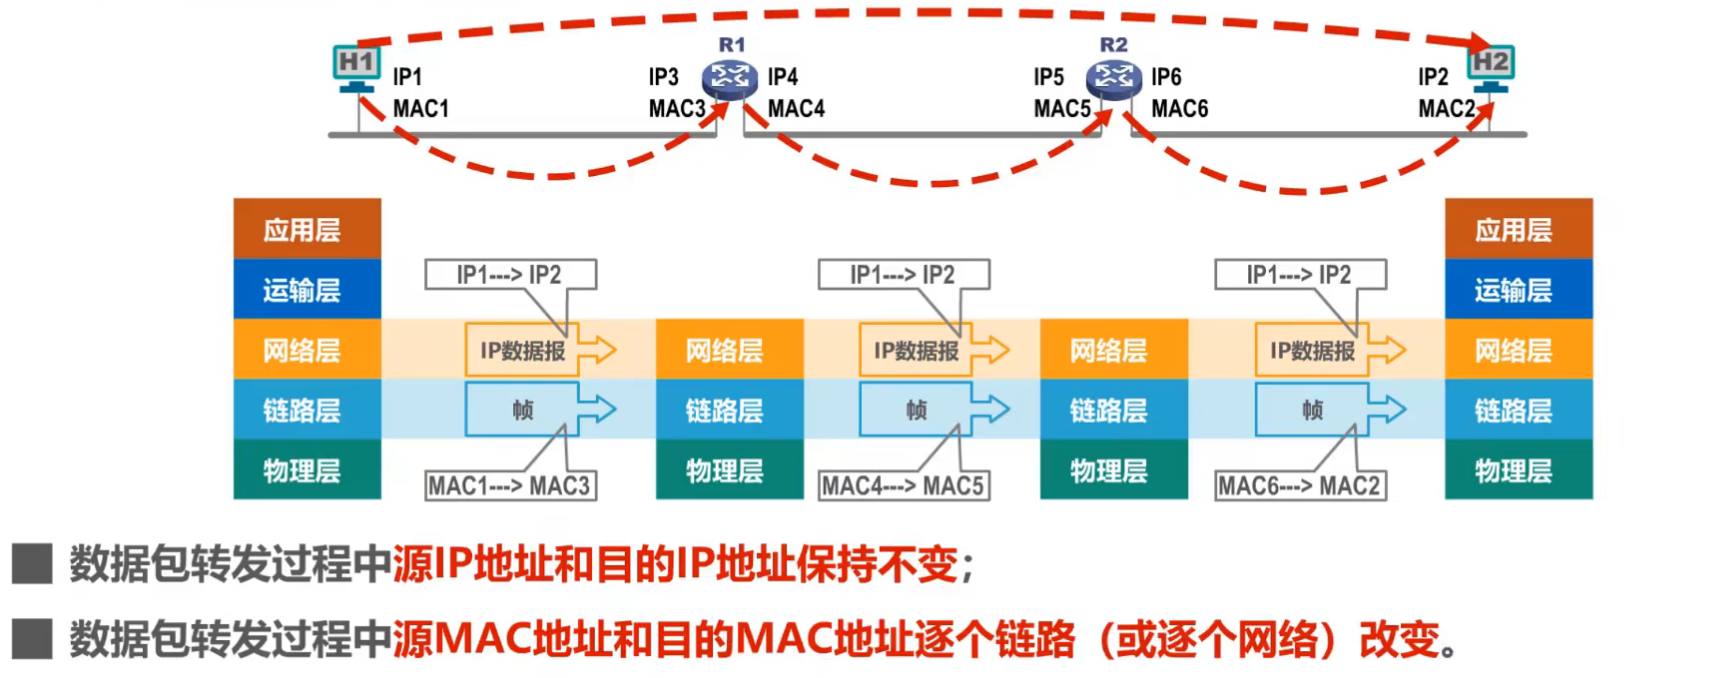 R1 R2
H1 IP1 IP3 IP4 IP5 IP6 IP2 H2
MAC1 MAC3 MAC4 MAC5 MAC6 MAC2
应用层 应用层
IP1---> IP2 IP1---> IP2 IP1---> IP2
运输层 运输层
网络层 IP数据报 网络层 IP数据报 网络层 IP数据报 网络层
链路层 帧 链路层 帧 链路层 帧 链路层
物理层 物理层 物理层 物理层
MAC1---> MAC3 MAC4---> MAC5 MAC6---> MAC2
数据包转发过程中源IP地址和目的IP地址保持不变；
数据包转发过程中源MAC地址和目的MAC地址逐个链路（或逐个网络）改变。